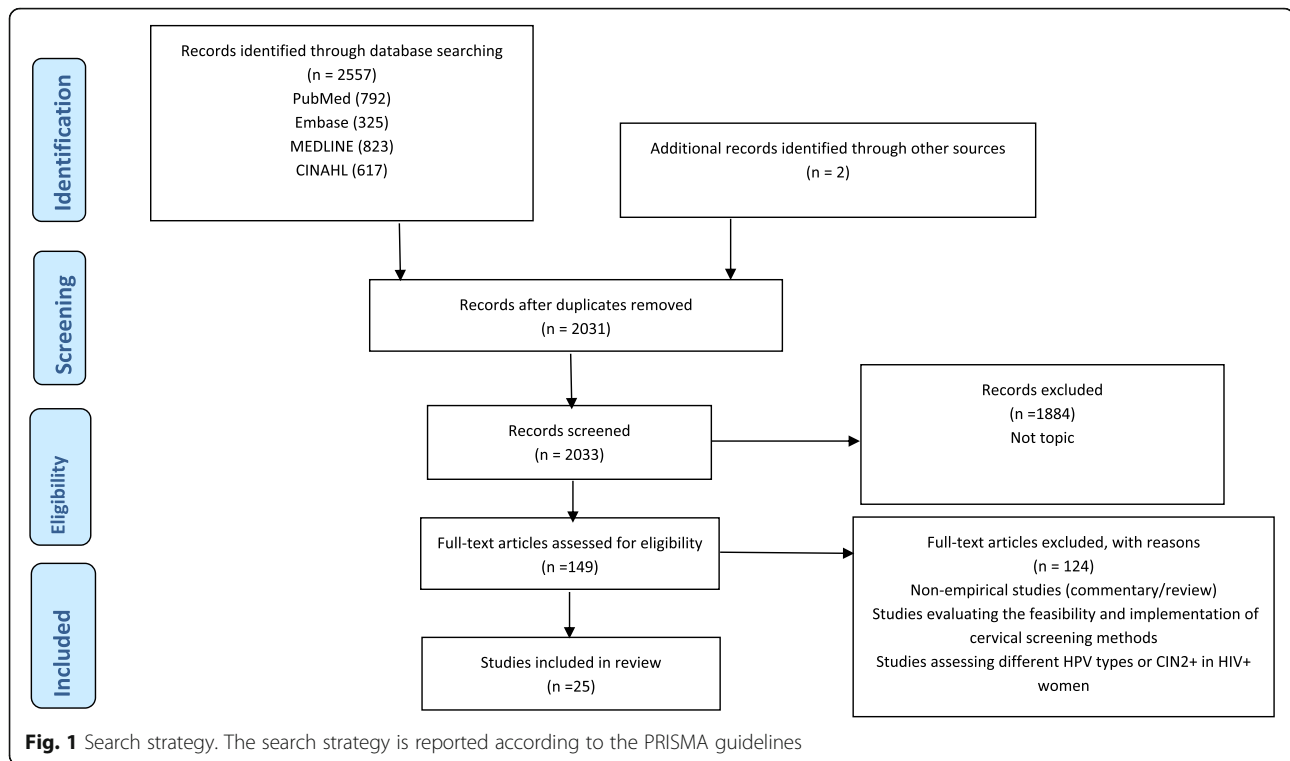 Identification
Records identified through database searching
(n = 2557)
PubMed (792)
Embase (325)
MEDLINE (823)
CINAHL (617)
Additional records identified through other sources
(n = 2)
Screening
Records after duplicates removed
(n = 2031)
Records screened
(n = 2033)
Records excluded
(n =1884)
Not topic
Eligibility
Full-text articles assessed for eligibility
(n =149)
Full-text articles excluded, with reasons
(n = 124)
Non-empirical studies (commentary/review)
Studies evaluating the feasibility and implementation of
cervical screening methods
Studies assessing different HPV types or CIN2+ in HIV+
women
Included
Studies included in review
(n =25)
Fig. 1 Search strategy. The search strategy is reported according to the PRISMA guidelines